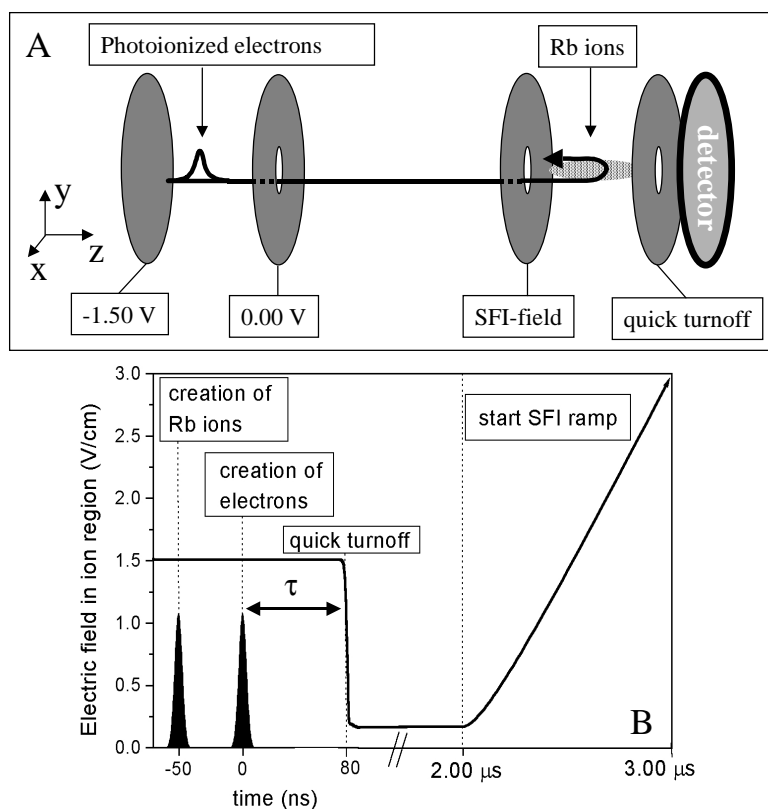 A
Photoionized electrons
Rb ions
detector
y
x
z
-1.50 V
0.00 V
SFI-field
quick turnoff
Electric field in ion region (V/cm)
3.0
2.5
2.0
1.5
1.0
0.5
0.0
creation of
Rb ions
creation of
electrons
quick turnoff
τ
start SFI ramp
B
-50
0
80
//
2.00 µs
3.00 µs
time (ns)